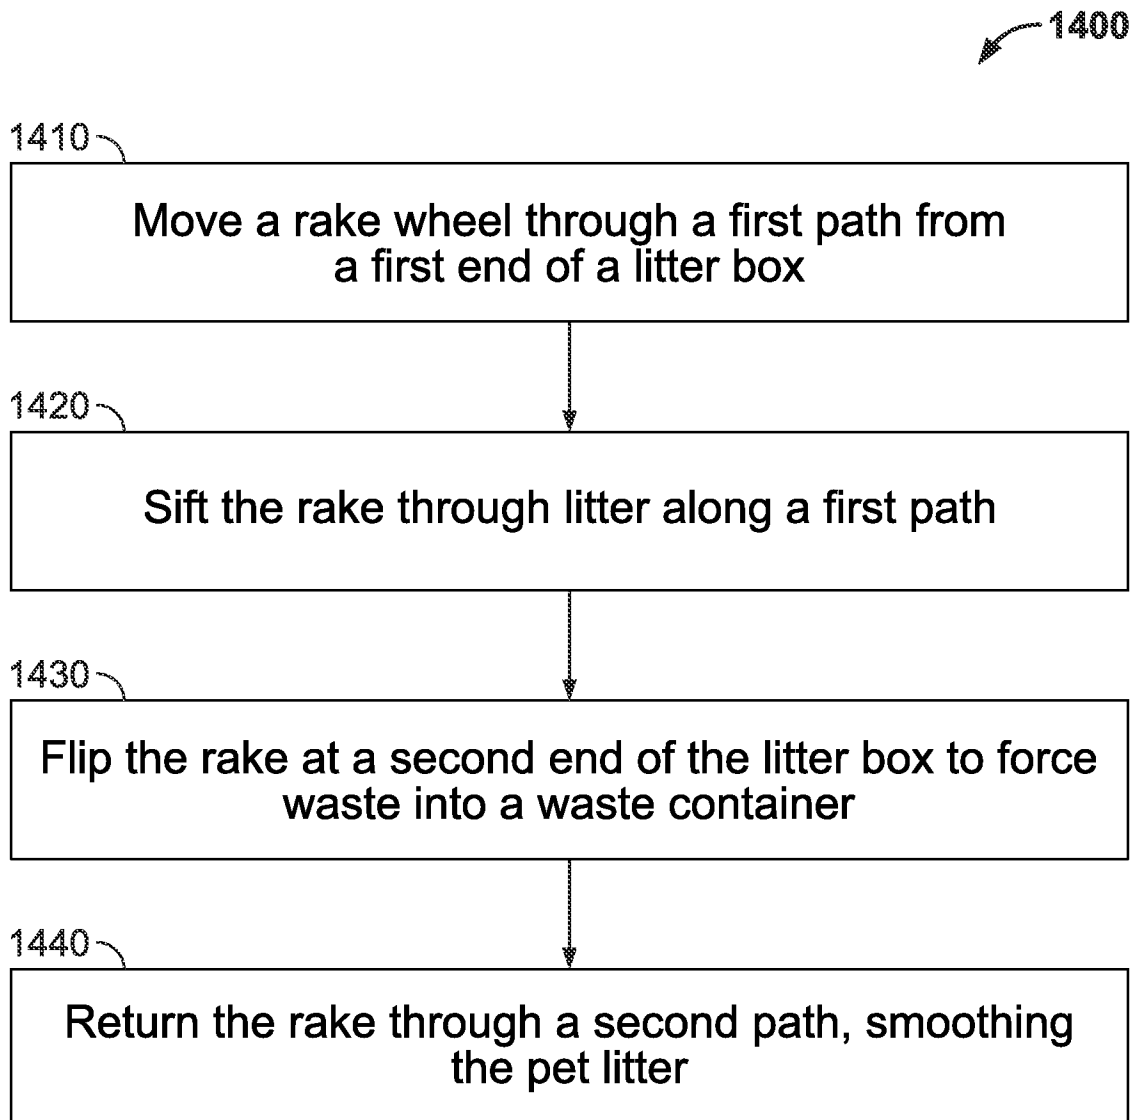 1400
1410
Move a rake wheel through a first path from
a first end of a litter box
1420
Sift the rake through litter along a first path
1430
Flip the rake at a second end of the litter box to force
waste into a waste container
1440
Return the rake through a second path, smoothing
the pet litter